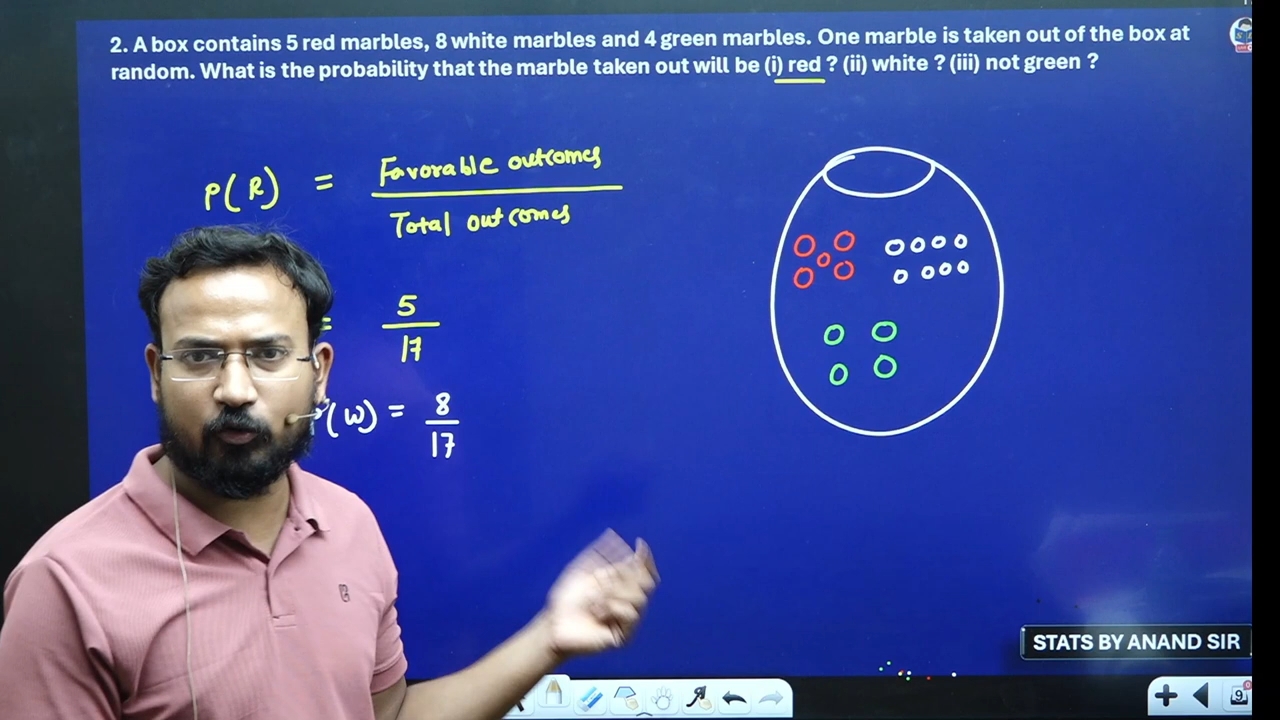 2. A box contains 5 red marbles, 8 white marbles and 4 green marbles. One marble is taken out of the box at
random. What is the probability that the marble taken out will be (i) red ? (ii) white ? (iii) not green ?
P(R) = Favorable outcomes
Total outcomes
= 5
17
(W) = 8
17
STATS BY ANAND SIR
9